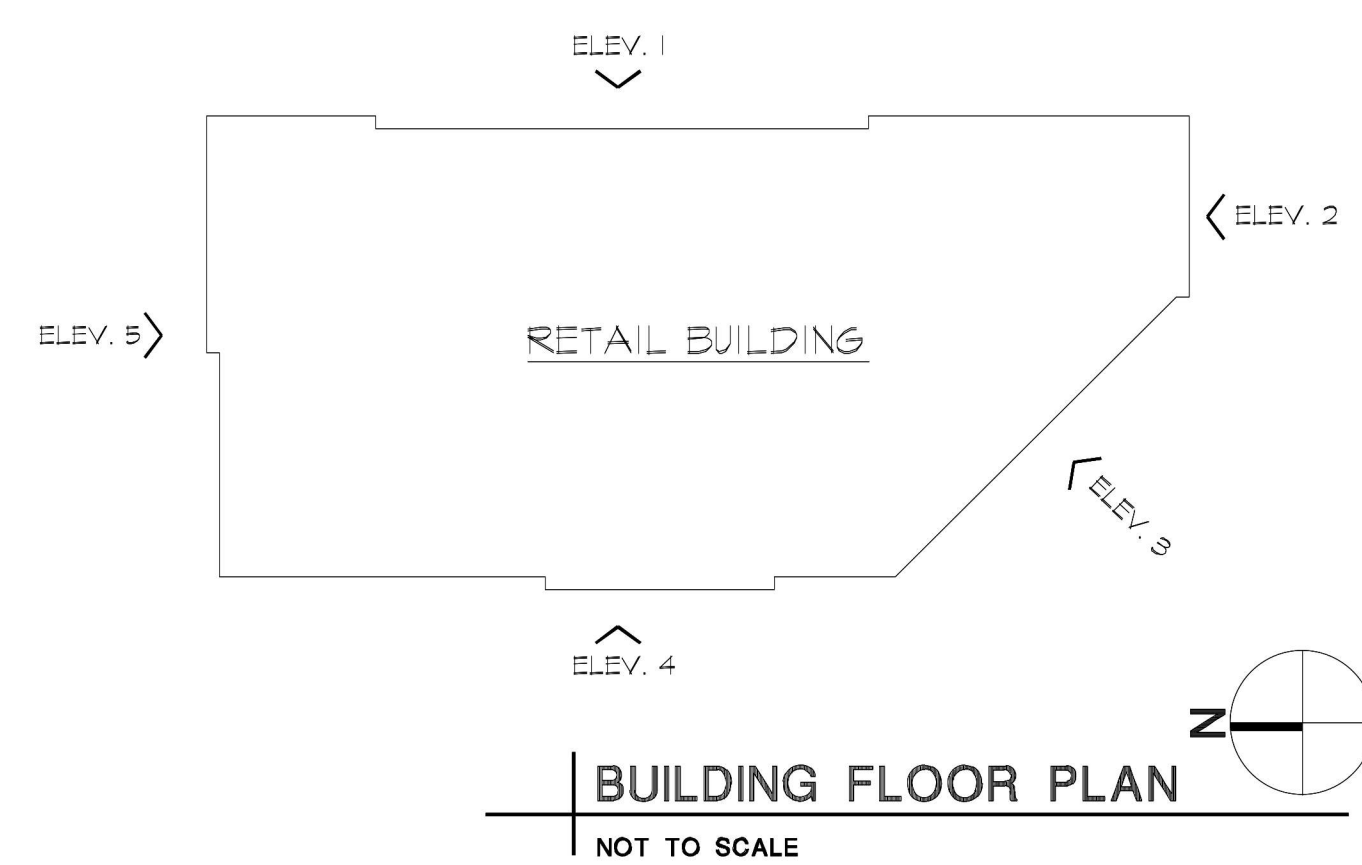 ELEV. 1
ELEV. 2
ELEV. 5
RETAIL BUILDING
ELEV. 3
ELEV. 4
N
BUILDING FLOOR PLAN
NOT TO SCALE